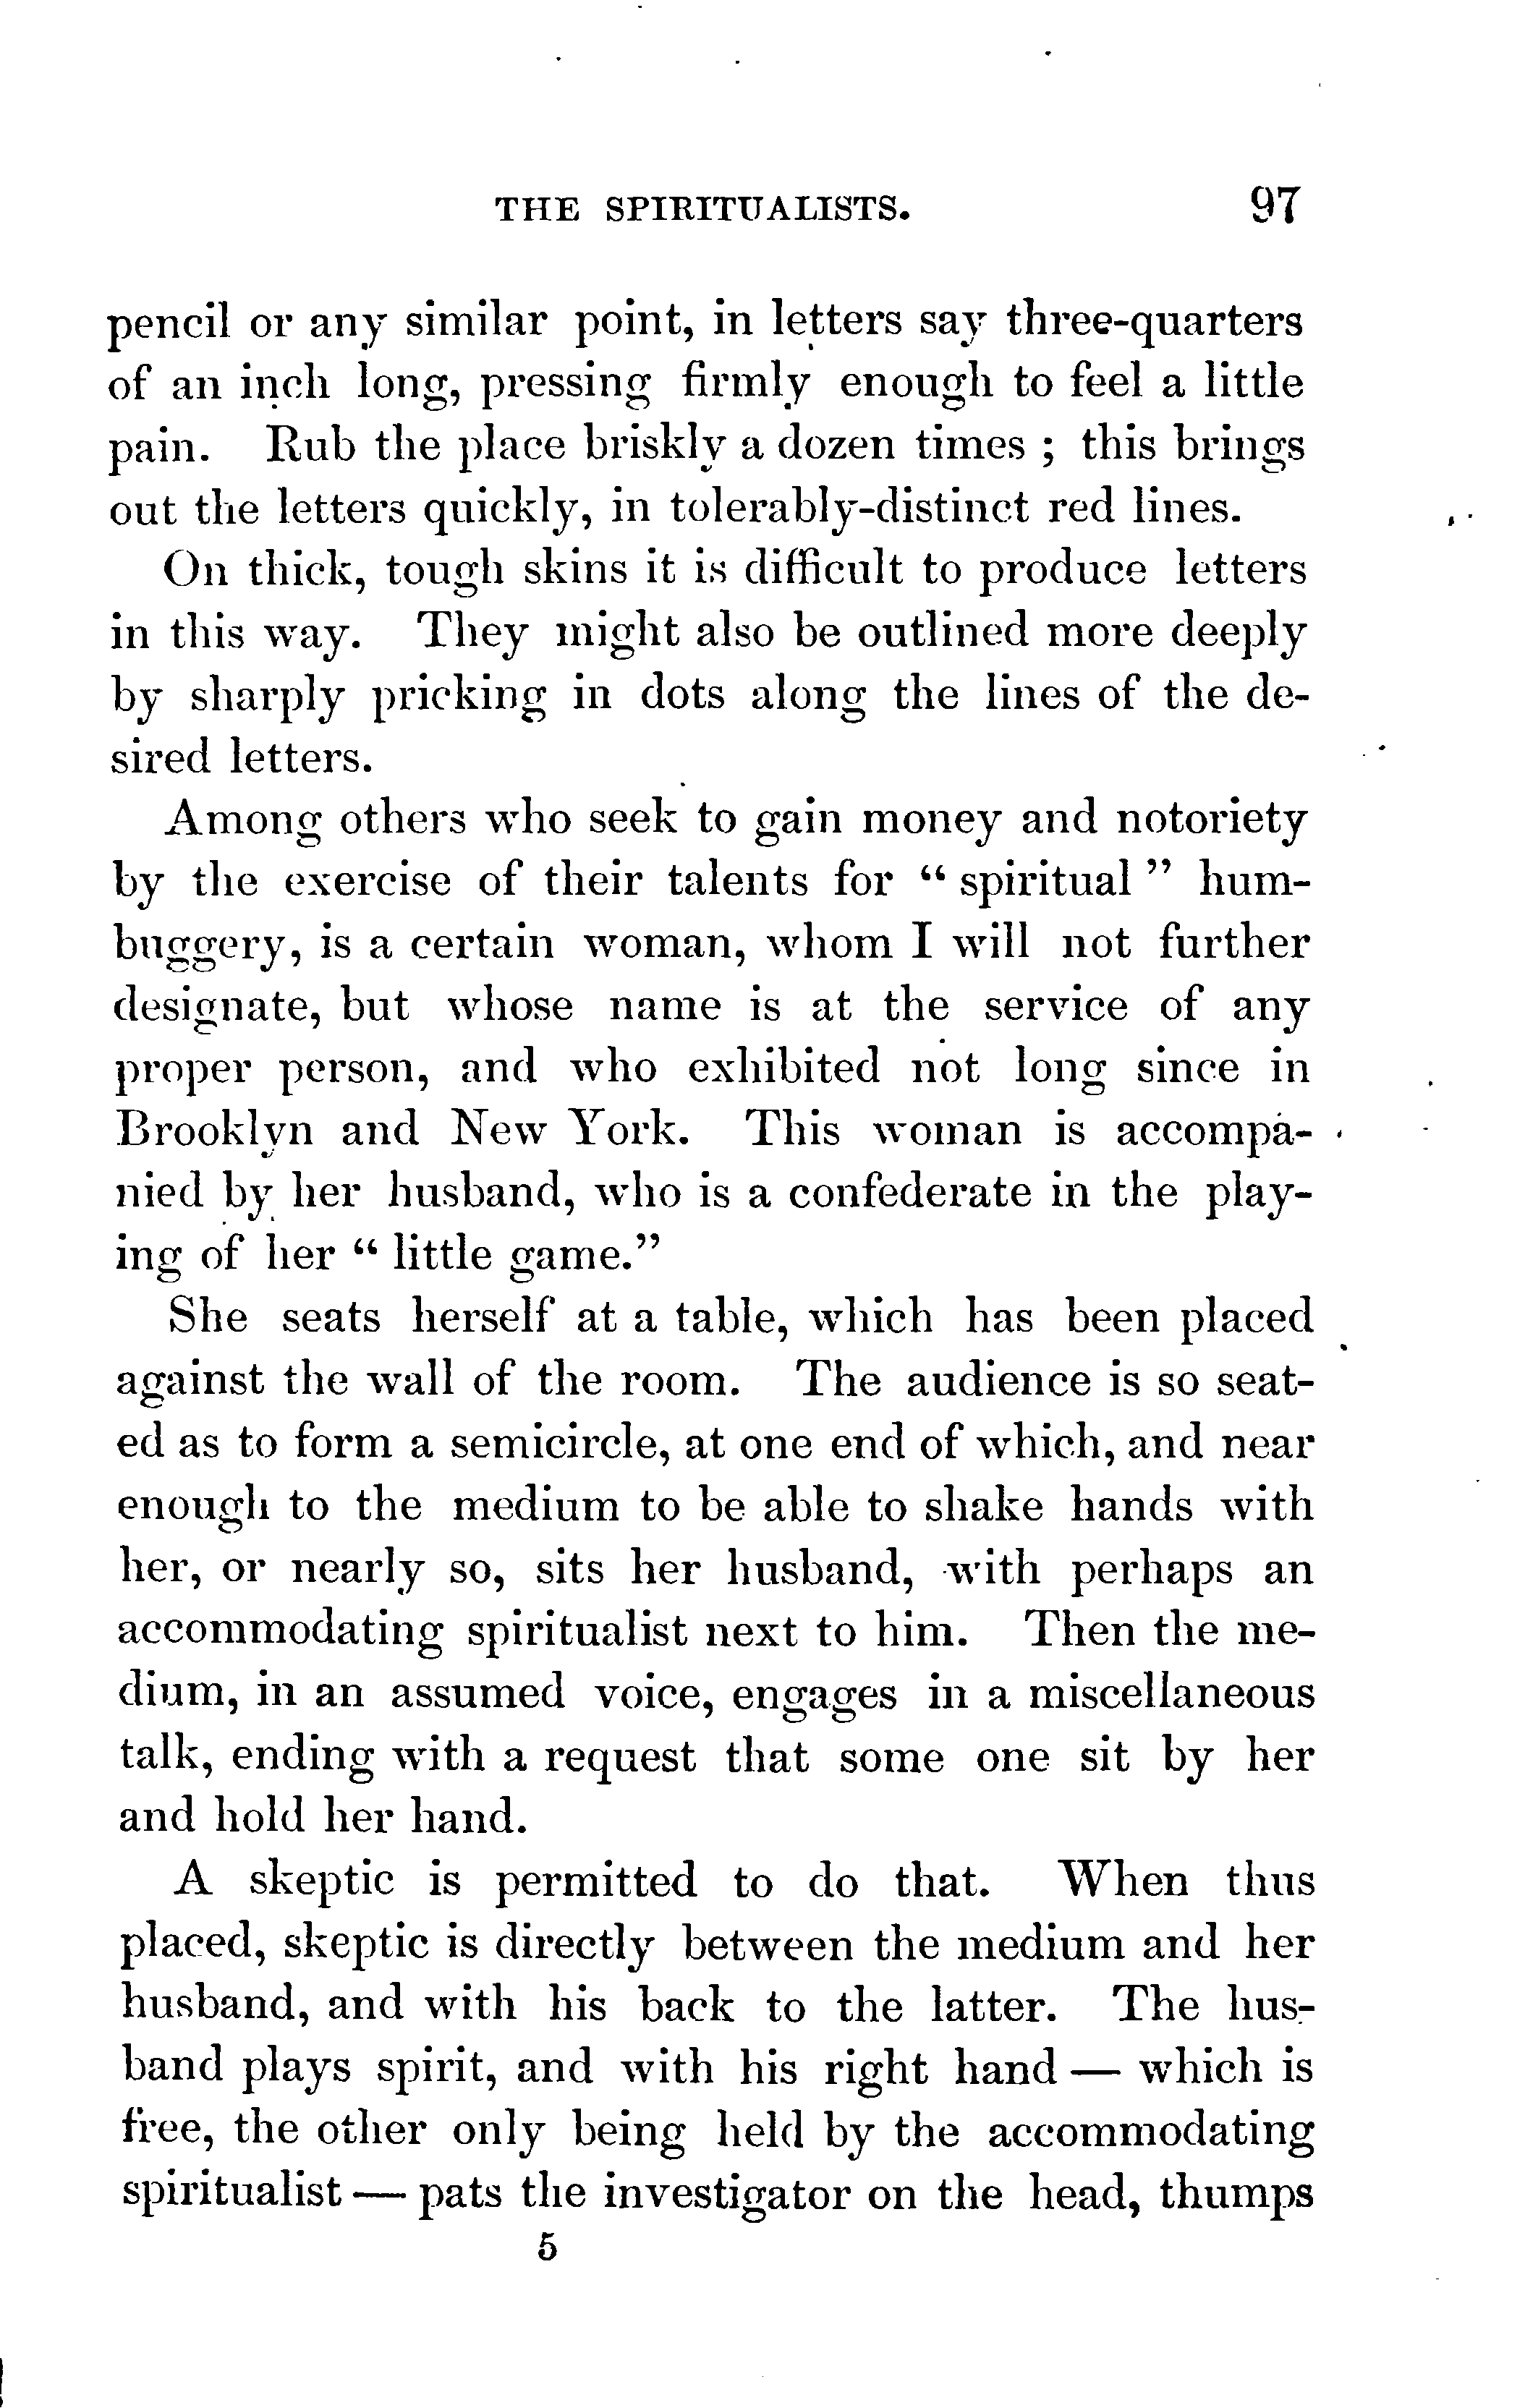 THE SPIRITUALISTS. 97
pencil or any similar point, in letters say three-quarters
of an inch long, pressing firmly enough to feel a little
pain. Rub the place briskly a dozen times ; this brings
out the letters quickly, in tolerably-distinct red lines.
On thick, tough skins it is difficult to produce letters
in this way. They might also be outlined more deeply
by sharply pricking in dots along the lines of the de-
sired letters.
Among others who seek to gain money and notoriety
by the exercise of their talents for “ spiritual ” hum-
buggery, is a certain woman, whom I will not further
designate, but whose name is at the service of any
proper person, and who exhibited not long since in
Brooklyn and New York. This woman is accompa-
nied by her husband, who is a confederate in the play-
ing of her “ little game.”
She seats herself at a table, which has been placed
against the wall of the room. The audience is so seat-
ed as to form a semicircle, at one end of which, and near
enough to the medium to be able to shake hands with
her, or nearly so, sits her husband, with perhaps an
accommodating spiritualist next to him. Then the me-
dium, in an assumed voice, engages in a miscellaneous
talk, ending with a request that some one sit by her
and hold her hand.
A skeptic is permitted to do that. When thus
placed, skeptic is directly between the medium and her
husband, and with his back to the latter. The hus-
band plays spirit, and with his right hand — which is
free, the other only being held by the accommodating
spiritualist — pats the investigator on the head, thumps
5